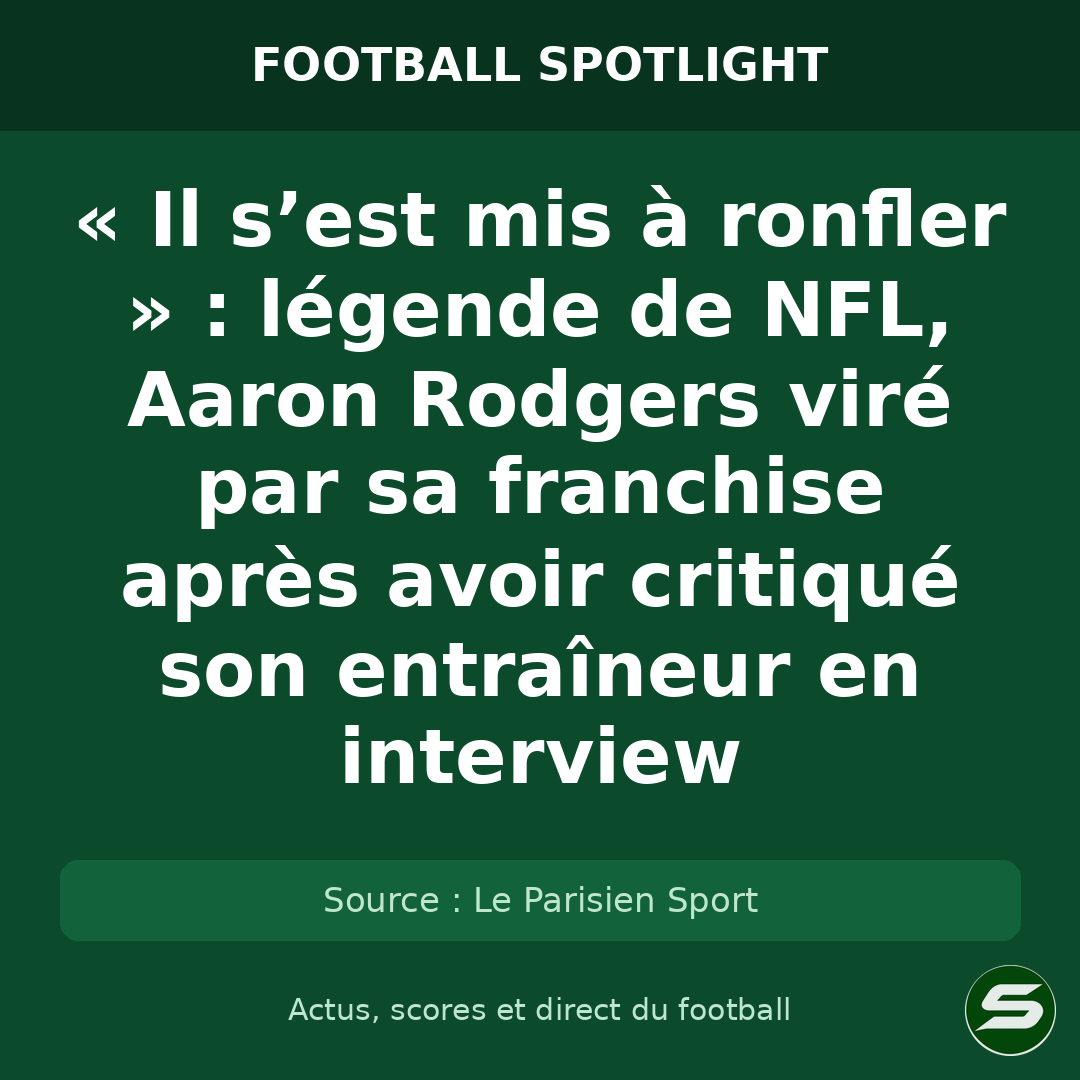 FOOTBALL SPOTLIGHT
« Il s’est mis à ronfler
» : légende de NFL,
Aaron Rodgers viré
par sa franchise
après avoir critiqué
son entraîneur en
interview
Source : Le Parisien Sport
Actus, scores et direct du football
S